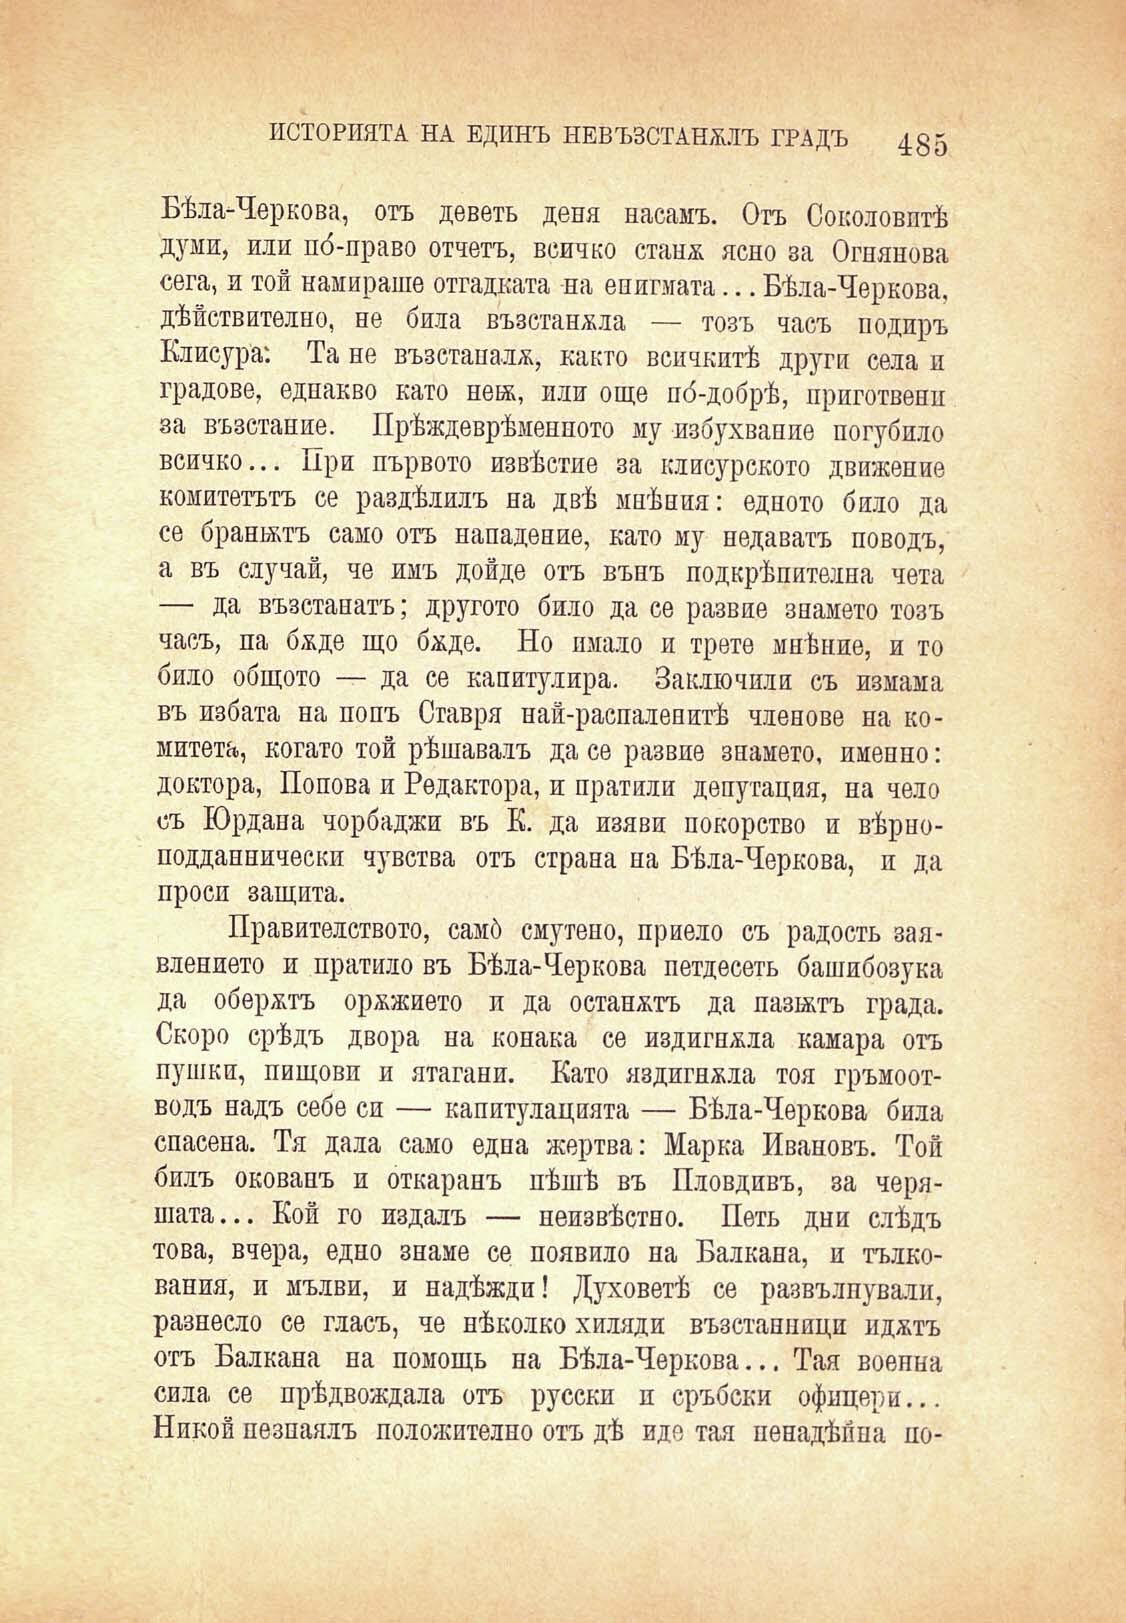 ИСТОРИЯТА НА ЕДИНЪ НЕВЪЗСТАНѪЛЪ ГРАДЪ 485
Бѣла-Черкова, отъ деветь деня насамъ. Отъ Соколовитѣ
думи, или по́-право отчетъ, всичко станѫ ясно за Огнянова
сега, и той намираше отгадката на енигмата... Бѣла-Черкова,
дѣйствително, не била възстанѫла — тозъ часъ подиръ
Клисура: Та не възсталалѫ, както всичкитѣ други села и
градове, еднакво като неѭ, или още по́-добрѣ, приготвени
за възстание. Прѣждеврѣменното му избухвание погубило
всичко... При първото извѣстие за клисурското движение
комитетътъ се раздѣлилъ на двѣ мнѣния: едното било да
се бранѭтъ само отъ нападение, като му недаватъ поводъ,
а въ случай, че имъ дойде отъ вънъ подкрѣпителна чета
— да възстанатъ; другото било да се развие знамето тозъ
часъ, па бѫде що бѫде. Но имало и трете мнѣние, и то
било общото — да се капитулира. Заключили съ измама
въ избата на попъ Ставря най-распаленитѣ членове на ко-
митета, когато той рѣшавалъ да се развие знамето, именно:
доктора, Попова и Редактора, и пратили депутация, на чело
съ Юрдана чорбаджи въ К. да изяви покорство и вѣрно-
подданнически чувства отъ страна на Бѣла-Черкова, и да
проси защита.
Правителството, само̀ смутено, приело съ радость зая-
влението и пратило въ Бѣла-Черкова петдесеть башибозука
да оберѫтъ орѫжието и да останѫтъ да пазѭтъ града.
Скоро срѣдъ двора на конака се издигнѫла камара отъ
пушки, пищови и ятагани. Като яздигнѫла тоя гръмоот-
водъ надъ себе си — капитулацията — Бѣла-Черкова била
спасена. Тя дала само една жертва: Марка Ивановъ. Той
билъ окованъ и откаранъ пѣшѣ въ Пловдивъ, за черя-
шата... Кой го издалъ — неизвѣстно. Петь дни слѣдъ
това, вчера, едно знаме се появило на Балкана, и тълко-
вания, и мълви, и надѣжди! Духоветѣ се развълнували,
разнесло се гласъ, че нѣколко хиляди възстанници идѫтъ
отъ Балкана на помощь на Бѣла-Черкова... Тая военна
сила се прѣдвождала отъ русски и сръбски офицери...
Никой незнаялъ положително отъ дѣ иде тая ненадѣйна по-